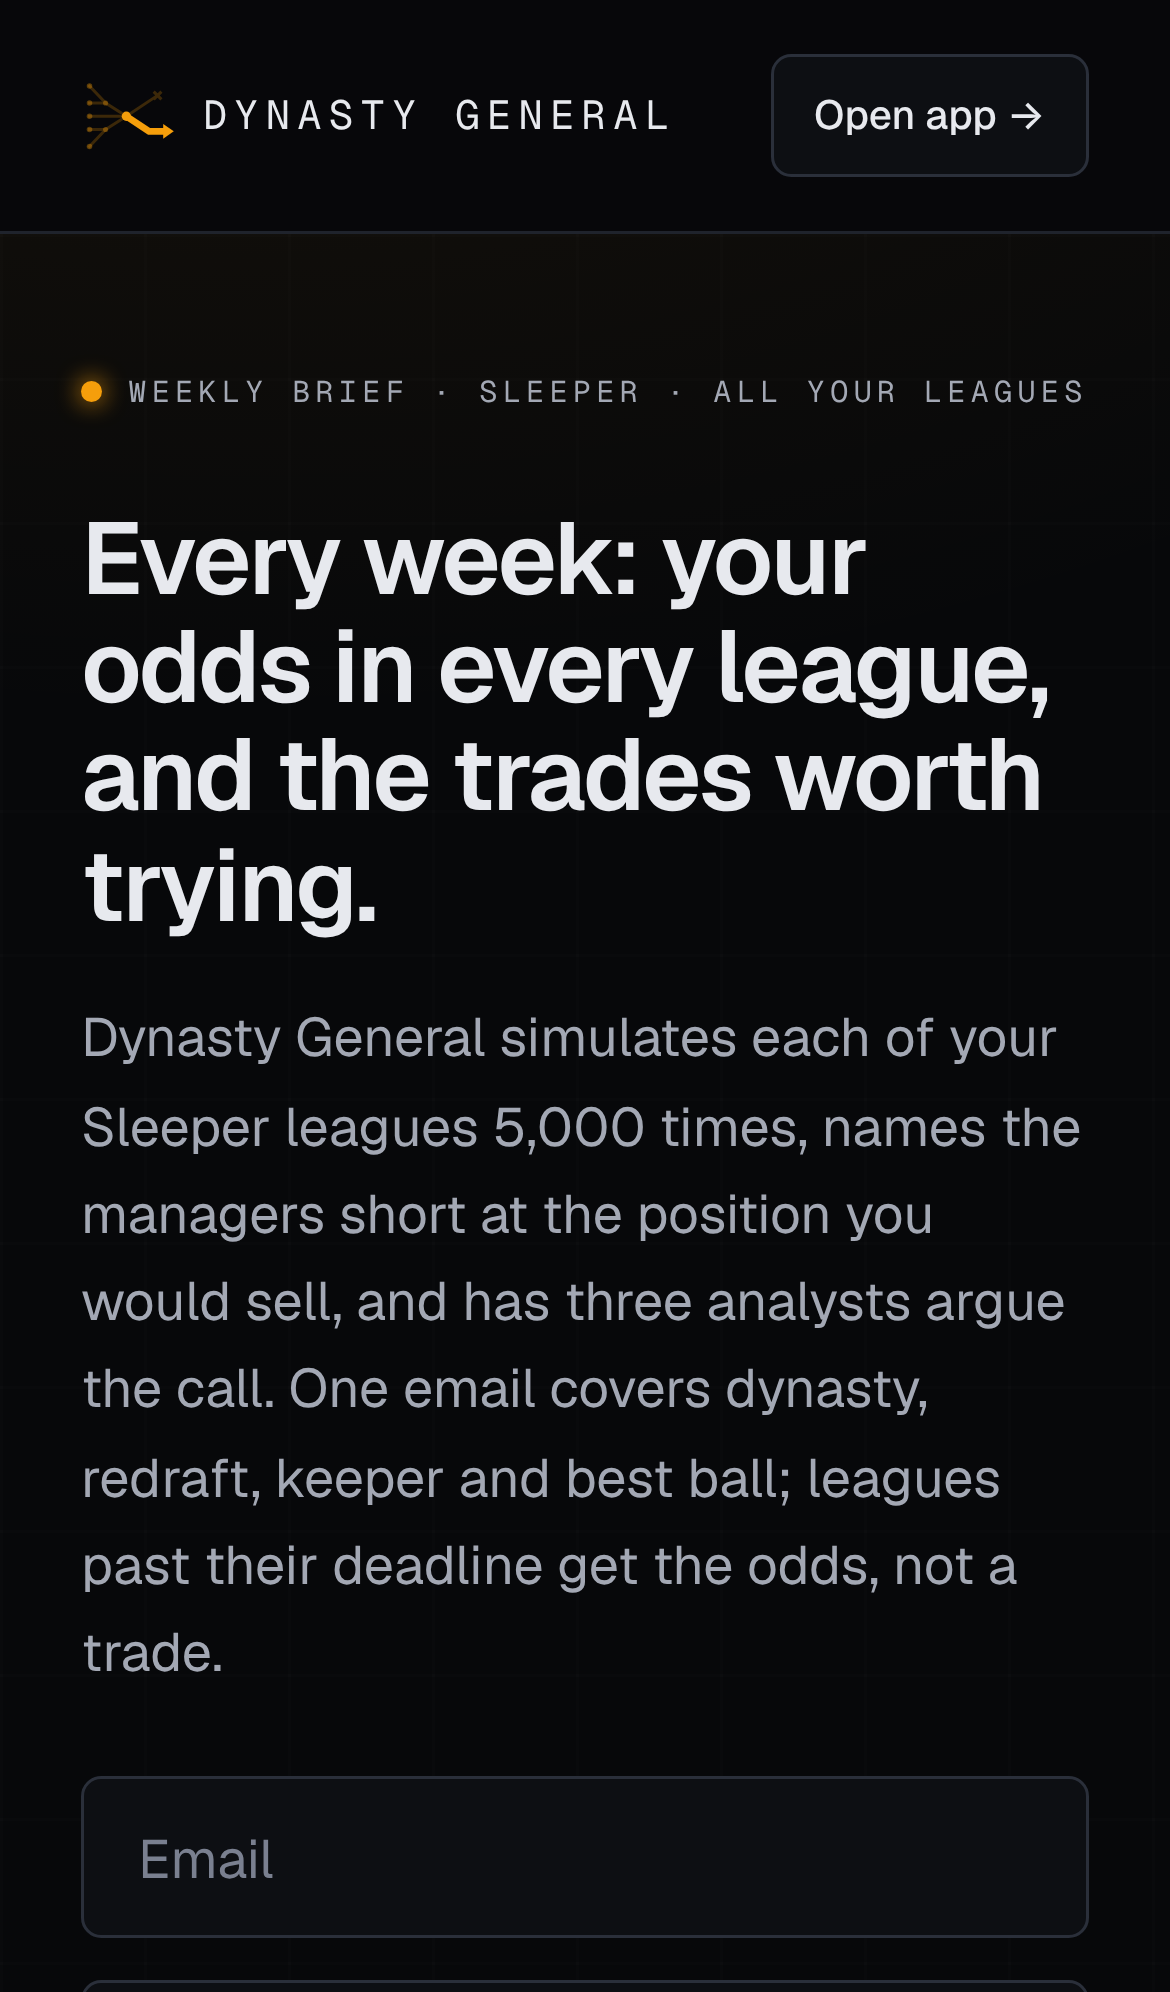 DYNASTY GENERAL
Open app →
WEEKLY BRIEF · SLEEPER · ALL YOUR LEAGUES
Every week: your
odds in every league,
and the trades worth
trying.
Dynasty General simulates each of your
Sleeper leagues 5,000 times, names the
managers short at the position you
would sell, and has three analysts argue
the call. One email covers dynasty,
redraft, keeper and best ball; leagues
past their deadline get the odds, not a
trade.
Email